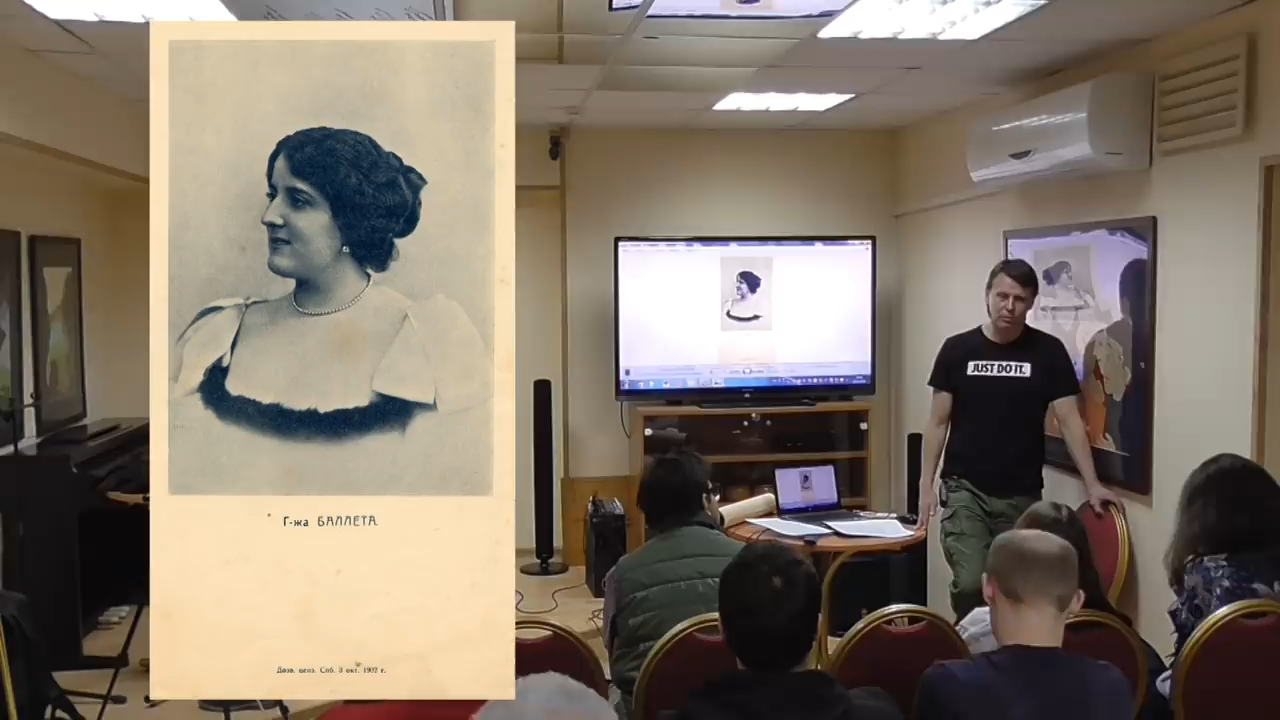 Г-жа БАЛЛЕТА.
Дозв. ценз. Спб. 3 окт. 1902 г.
JUST DO IT.